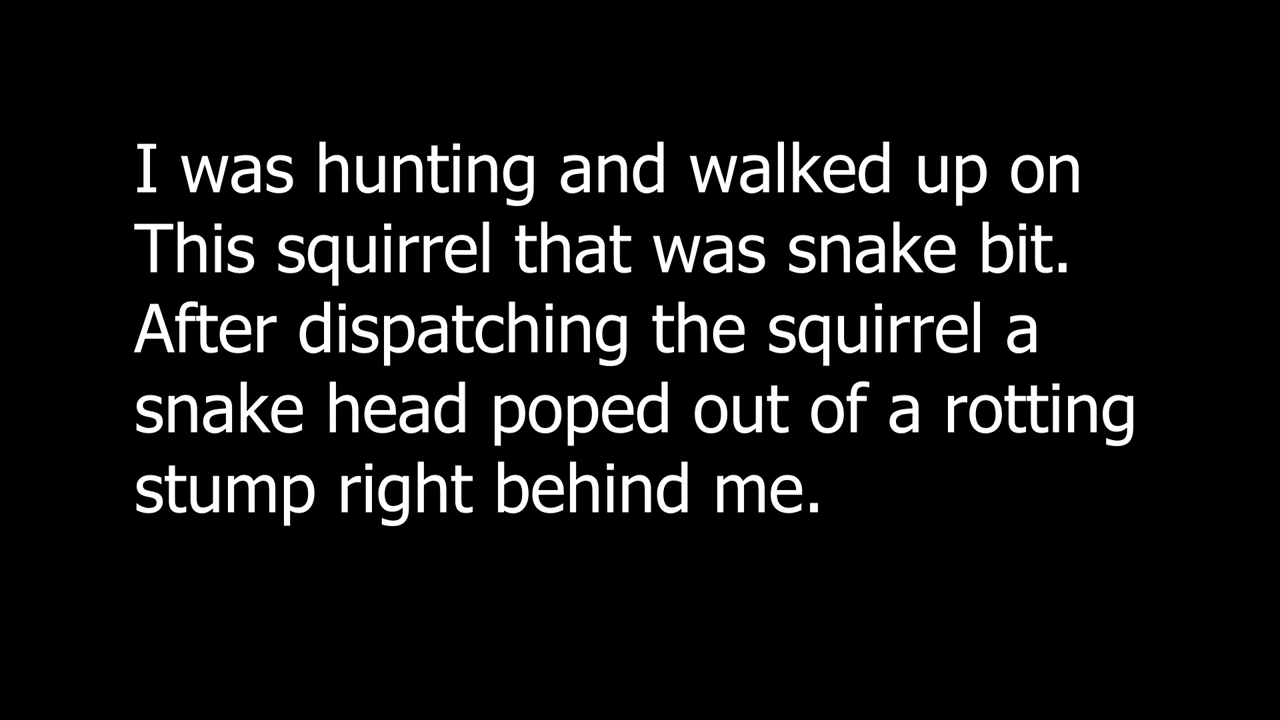 I was hunting and walked up on
This squirrel that was snake bit.
After dispatching the squirrel a
snake head poped out of a rotting
stump right behind me.